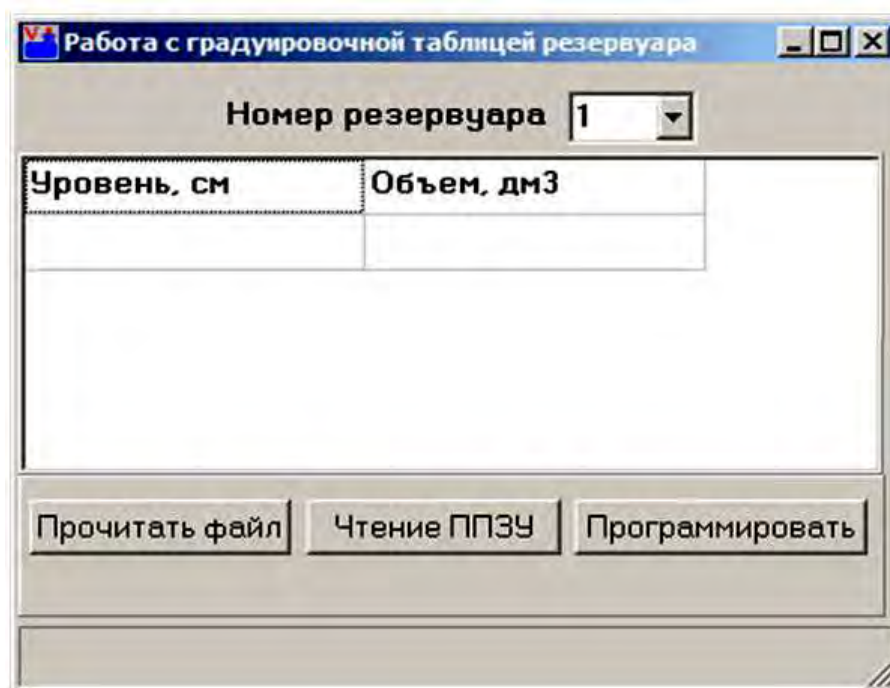 Работа с градуировочной таблицей резервуара
Номер резервуара 1
Уровень, см Объем, дм3
Прочитать файл Чтение ППЗУ Программировать